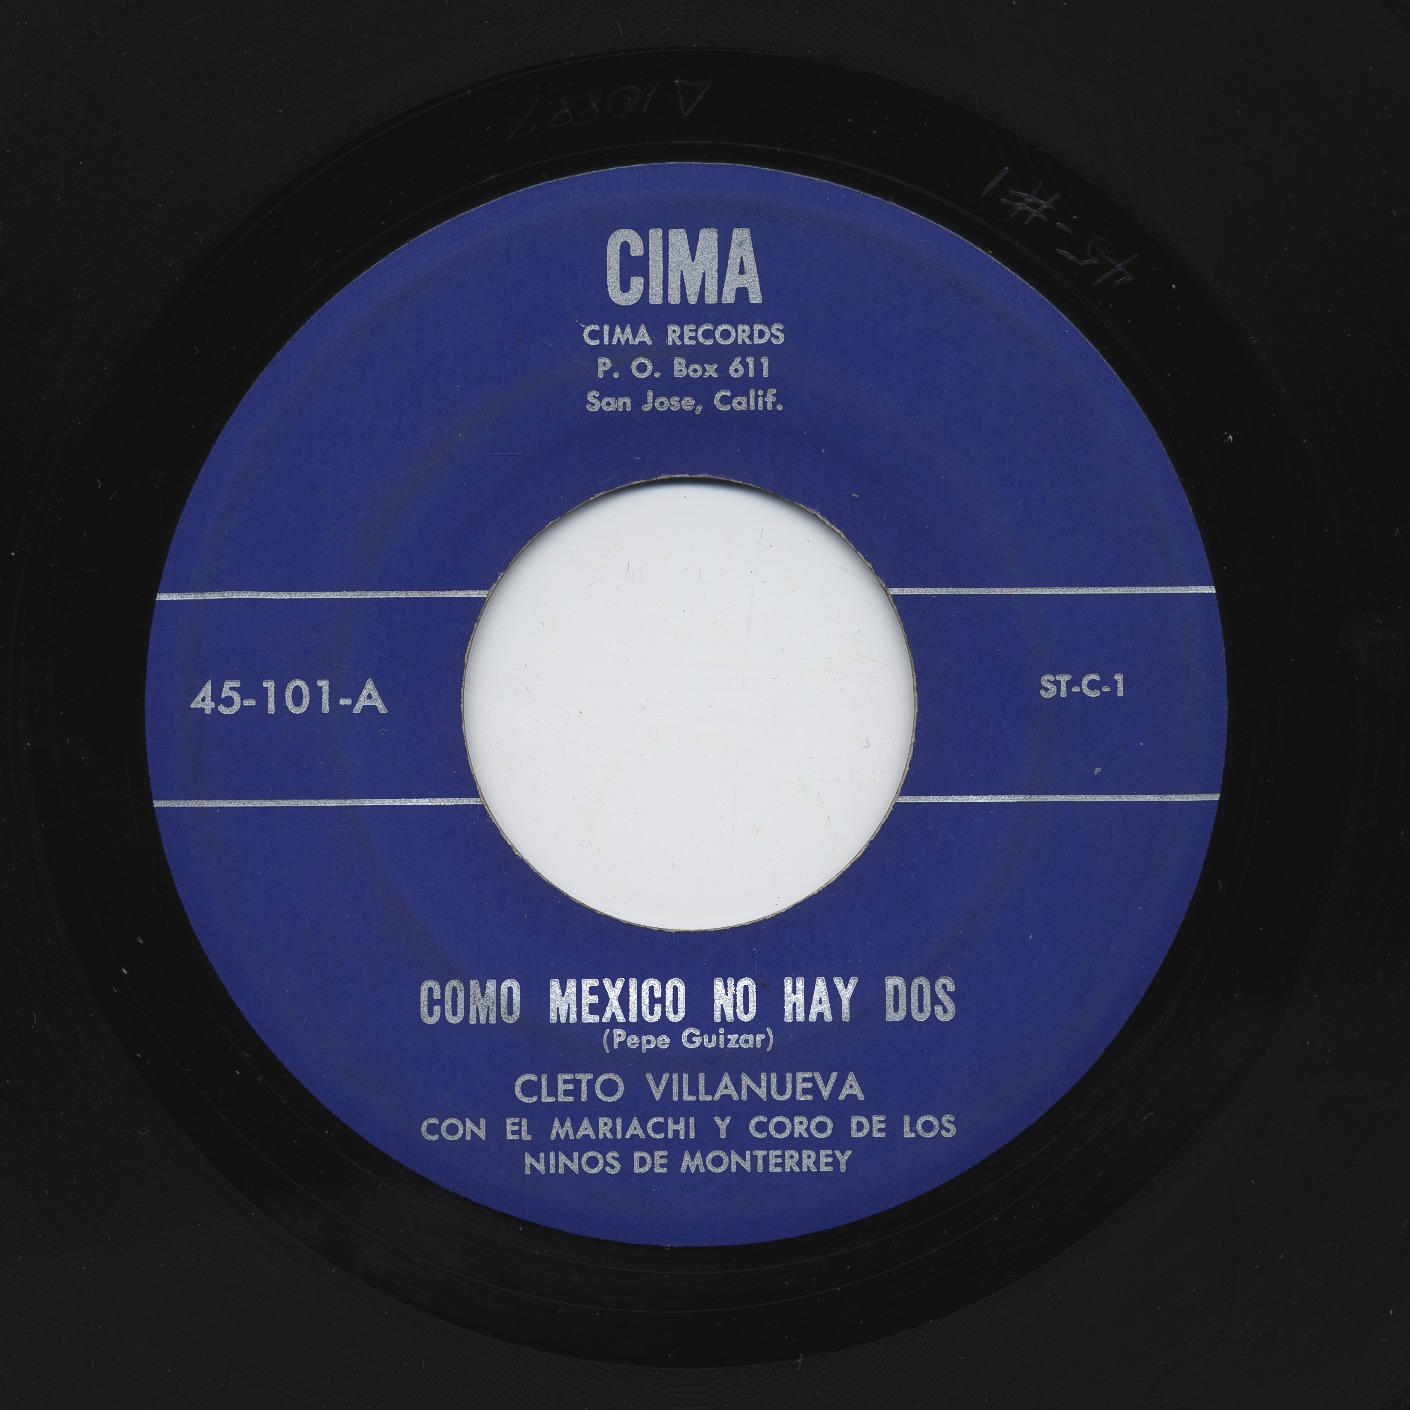 CIMA
CIMA RECORDS
P. O. Box 611
San Jose, Calif.
45-101-A
ST-C-1
COMO MEXICO NO HAY DOS
(Pepe Guizar)
CLETO VILLANUEVA
CON EL MARIACHI Y CORO DE LOS
NINOS DE MONTERREY